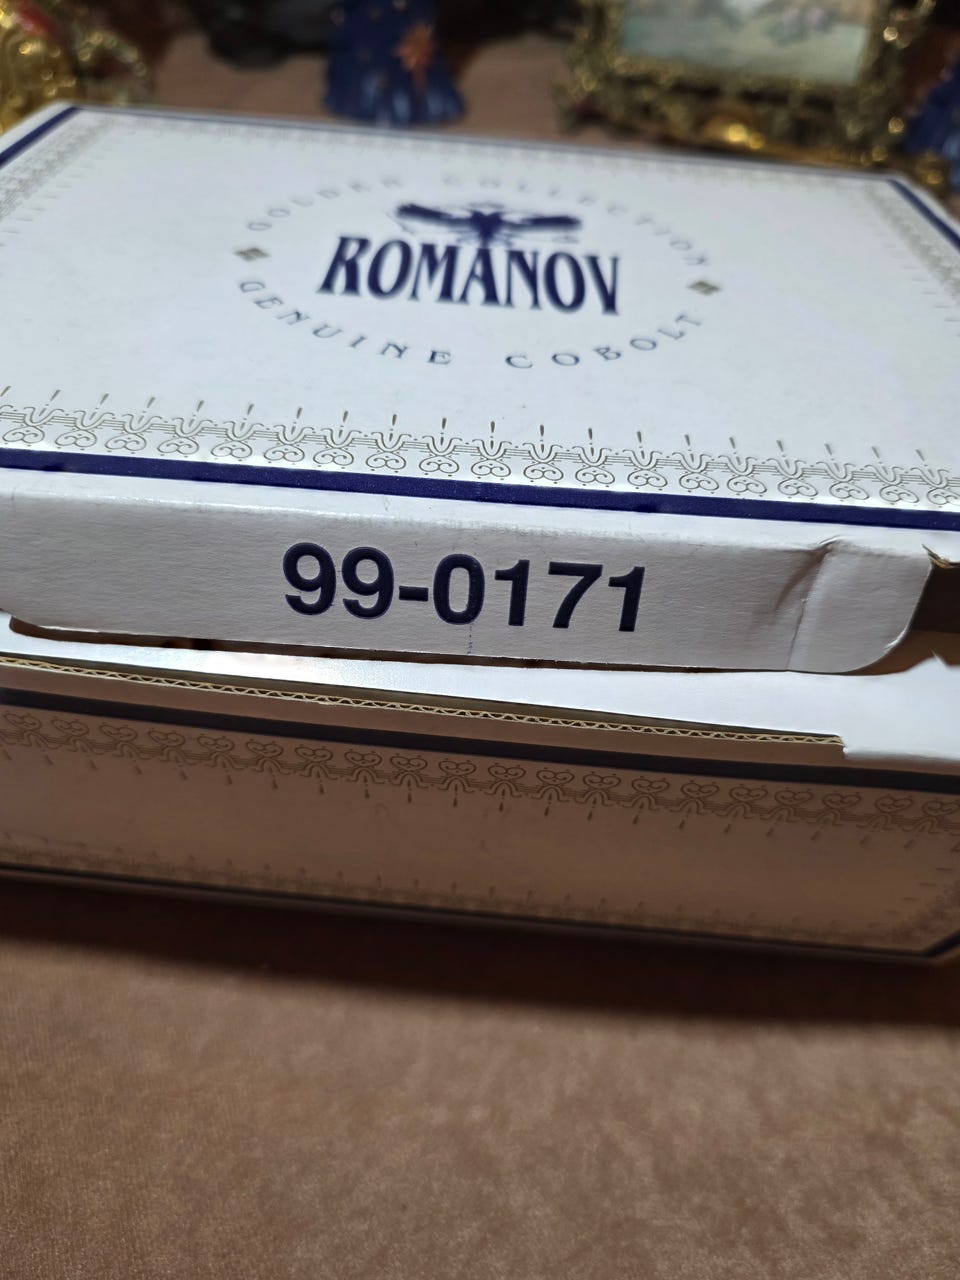 GOLDEN COLLECTION
ROMANOV
GENUINE COBOLT
99-0171